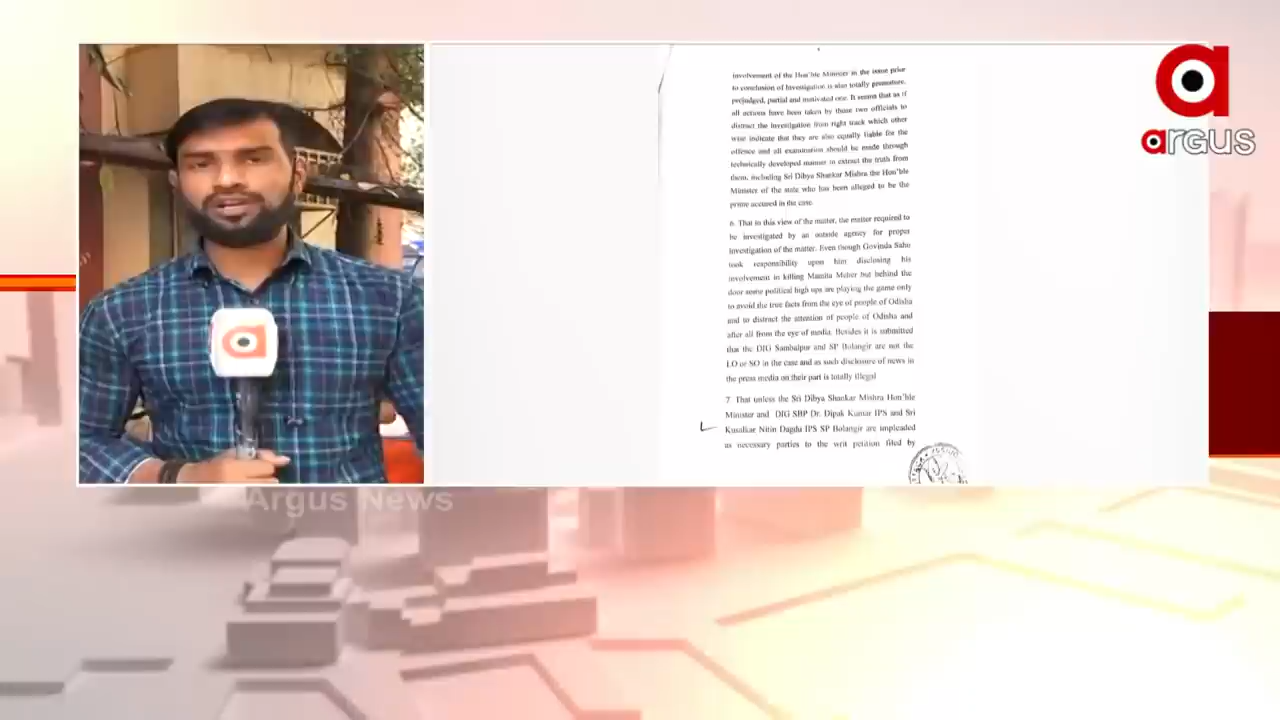 involvement of the Hon'ble Minister in the issue prior
to conclusion of Investigation is also totally premature,
prejudged, partial and motivated one. It seems that as if
all actions have been taken by those two officials to
distract the Investigation from right track which other
wise indicate that they are also equally liable for the
offence and all examination should be made through
technically developed manner to extract the truth from
them, including Sri Dibya Shankar Mishra the Hon'ble
Minister of the state who has been alleged to be the
prime accused in the case.
6 That in this view of the matter, the matter required to
be investigated by an outside agency for proper
investigation of the matter. Even though Govinda Sahu
took responsibility upon him disclosing his
involvement in killing Mamita Meher but behind the
door some political high ups are playing the game only
to avoid the true facts from the eye of people of Odisha
and to distract the attention of people of Odisha and
after all from the eye of media. Besides it is submitted
that the DIG Sambalpur and SP Bolangir are not the
I.O or SO in the case and as such disclosure of news in
the press media on their part is totally illegal
7 That unless the Sri Dibya Shankar Mishra Hon'ble
Minister and DIG SBP Dr. Dipak Kumar IPS and Sri
Kusalkar Nitin Dagdu IPS SP Bolangir are impleaded
as necessary parties to the writ petition filed by
argus
Argus News